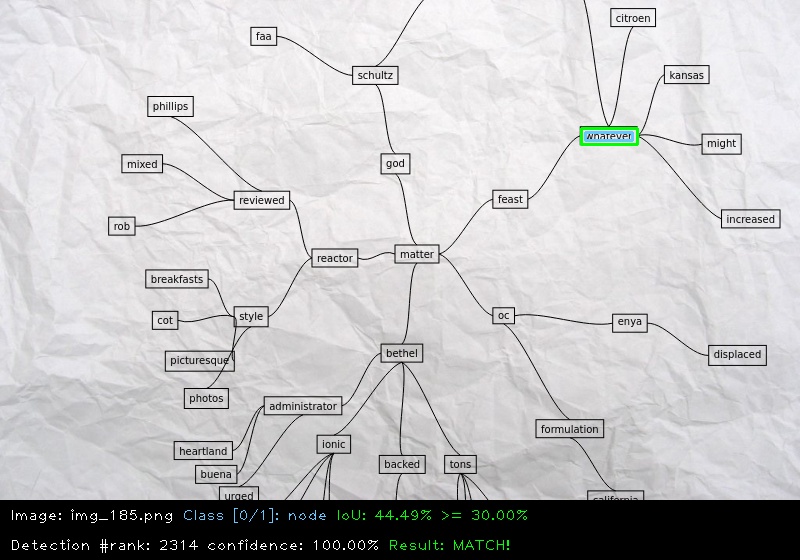 citroen
faa
kansas
schultz
phillips
whatever
might
mixed
god
reviewed
feast
increased
rob
matter
reactor
breakfasts
oc
style
cot
enya
bethel
displaced
picturesque
photos
administrator
formulation
ionic
heartland
backed
tons
buena
urged
california
Image: img_185.png Class [0/1]: node IoU: 44.49% >= 30.00%
Detection #rank: 2314 confidence: 100.00% Result: MATCH!